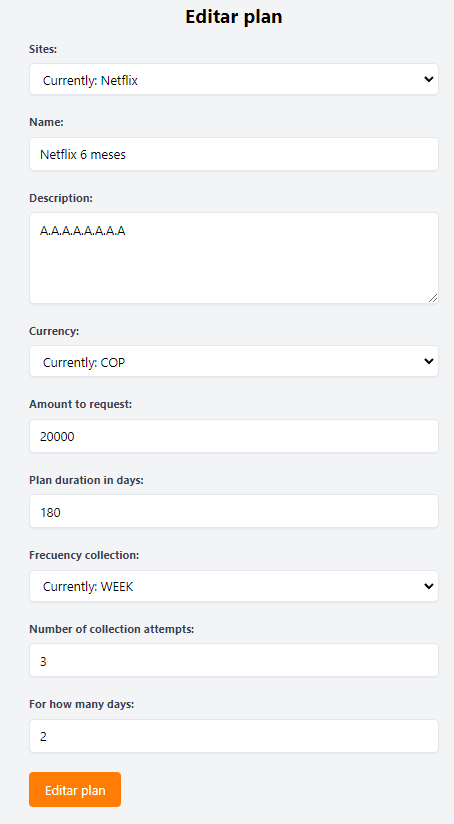 Editar plan
Sites:
Currently: Netflix
Name:
Netflix 6 meses
Description:
A.A.A.A.A.A.A.A
Currency:
Currently: COP
Amount to request:
20000
Plan duration in days:
180
Frecuency collection:
Currently: WEEK
Number of collection attempts:
3
For how many days:
2
Editar plan